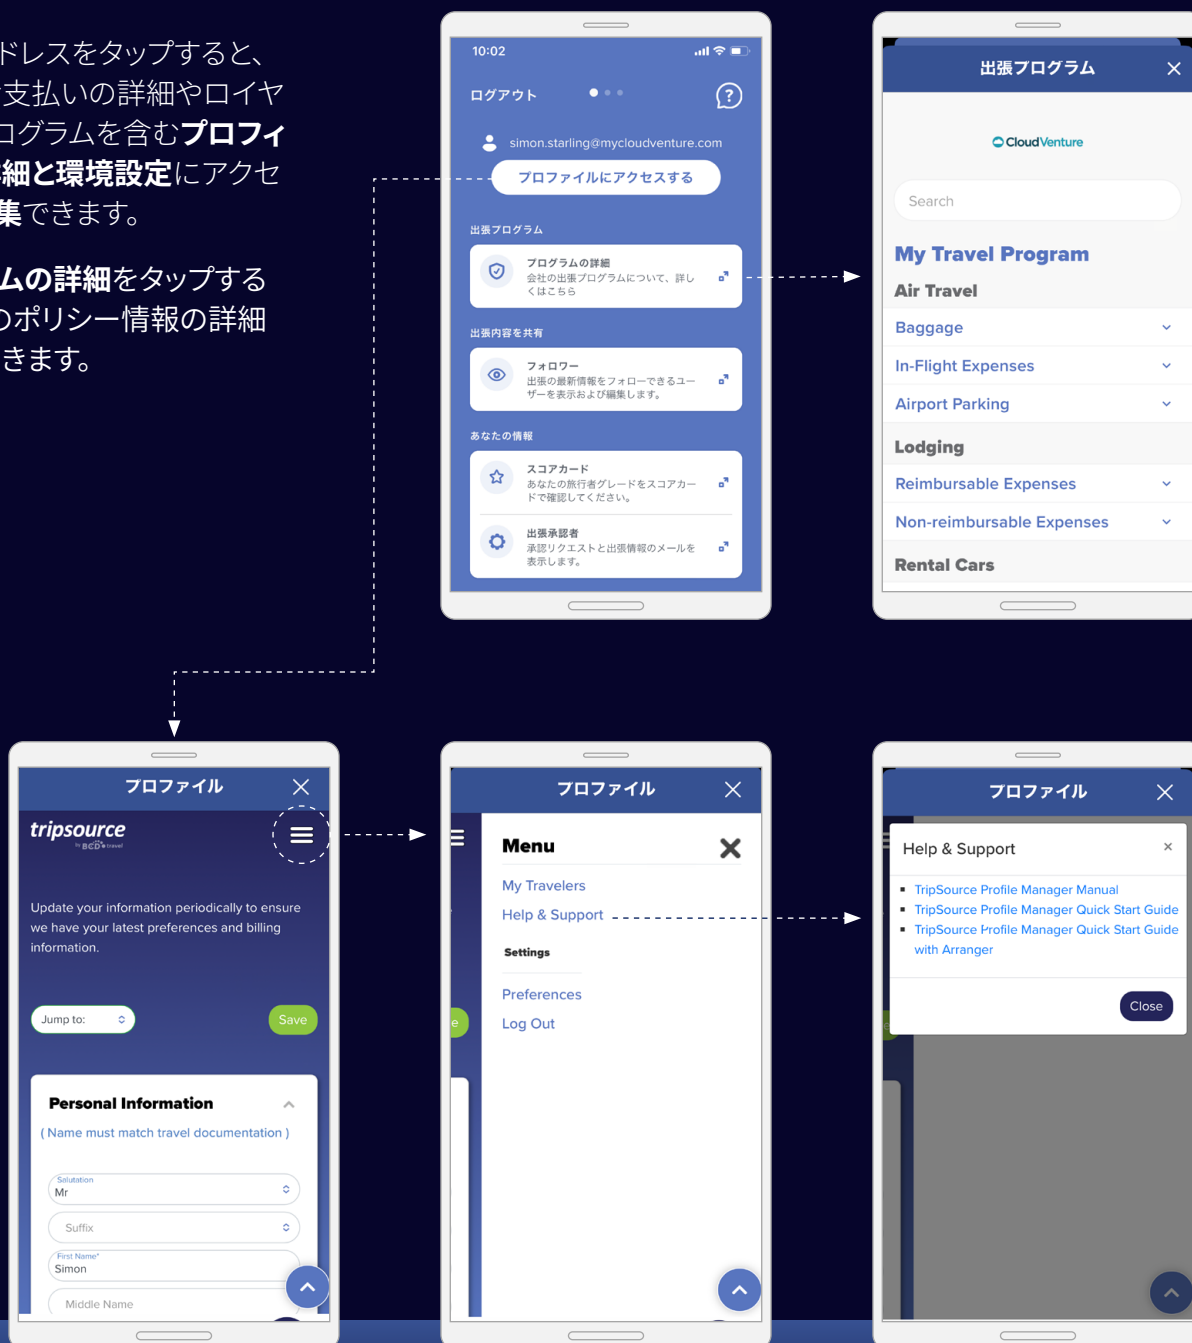 ドレスをタップすると、
支払いの詳細やロイヤ
ログラムを含むプロフィ
細と環境設定にアクセ
集できます。
ムの詳細をタップする
のポリシー情報の詳細
きます。
10:02
ログアウト
simon.starling@mycloudventure.com
プロファイルにアクセスする
出張プログラム
プログラムの詳細
会社の出張プログラムについて、詳し
くはこちら
出張内容を共有
フォロワー
出張の最新情報をフォローできるユー
ザーを表示および編集します。
あなたの情報
スコアカード
あなたの旅行者グレードをスコアカー
ドで確認してください。
出張承認者
承認リクエストと出張情報のメールを
表示します。
出張プログラム
CloudVenture
Search
My Travel Program
Air Travel
Baggage
In-Flight Expenses
Airport Parking
Lodging
Reimbursable Expenses
Non-reimbursable Expenses
Rental Cars
プロファイル
tripsource
by BCD travel
Update your information periodically to ensure
we have your latest preferences and billing
information.
Jump to:
Save
Personal Information
( Name must match travel documentation )
Salutation
Mr
Suffix
First Name*
Simon
Middle Name
プロファイル
Menu
My Travelers
Help & Support
Settings
Preferences
Log Out
e
プロファイル
Help & Support
×
▪ TripSource Profile Manager Manual
▪ TripSource Profile Manager Quick Start Guide
▪ TripSource Profile Manager Quick Start Guide
with Arranger
Close